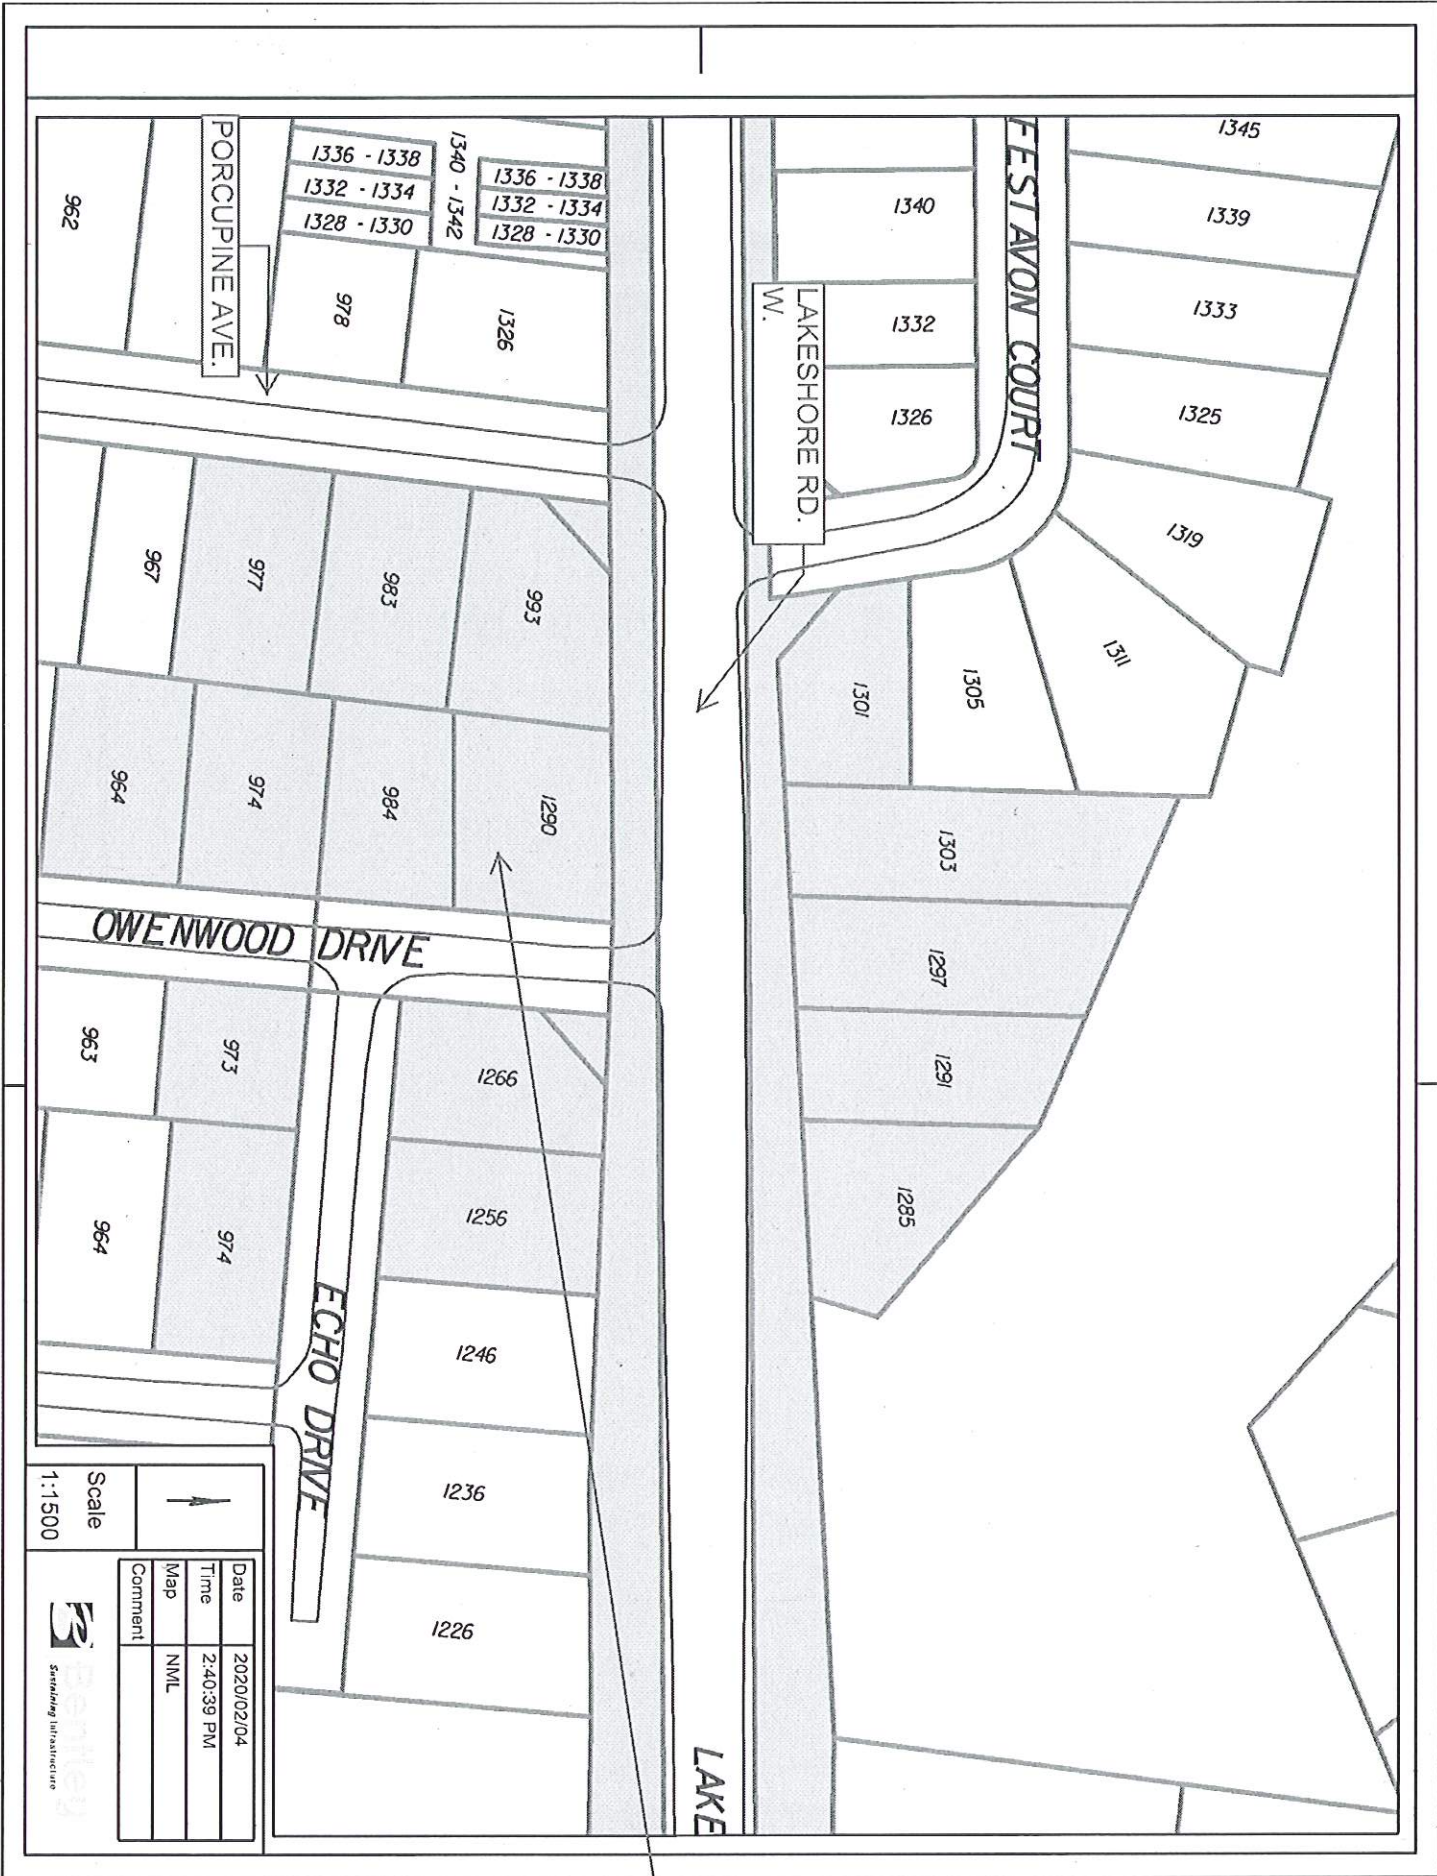 1345
1339
1333
1325
1319
1311
FESTAVON COURT
1340
1332
1326
1305
1301
1303
1297
1291
1285
LAKESHORE RD.
W.
LAKE
1336 - 1338
1332 - 1334
1328 - 1330
1340 - 1342
1336 - 1338
1332 - 1334
1328 - 1330
1326
978
993
1290
983
984
977
974
967
964
1266
1256
1246
1236
1226
PORCUPINE AVE.
962
OWENWOOD DRIVE
ECHO DRIVE
973
974
963
964
Scale
1:1500
Date 2020/02/04
Time 2:40:39 PM
Map NML
Comment
Bentley
Sustaining Infrastructure